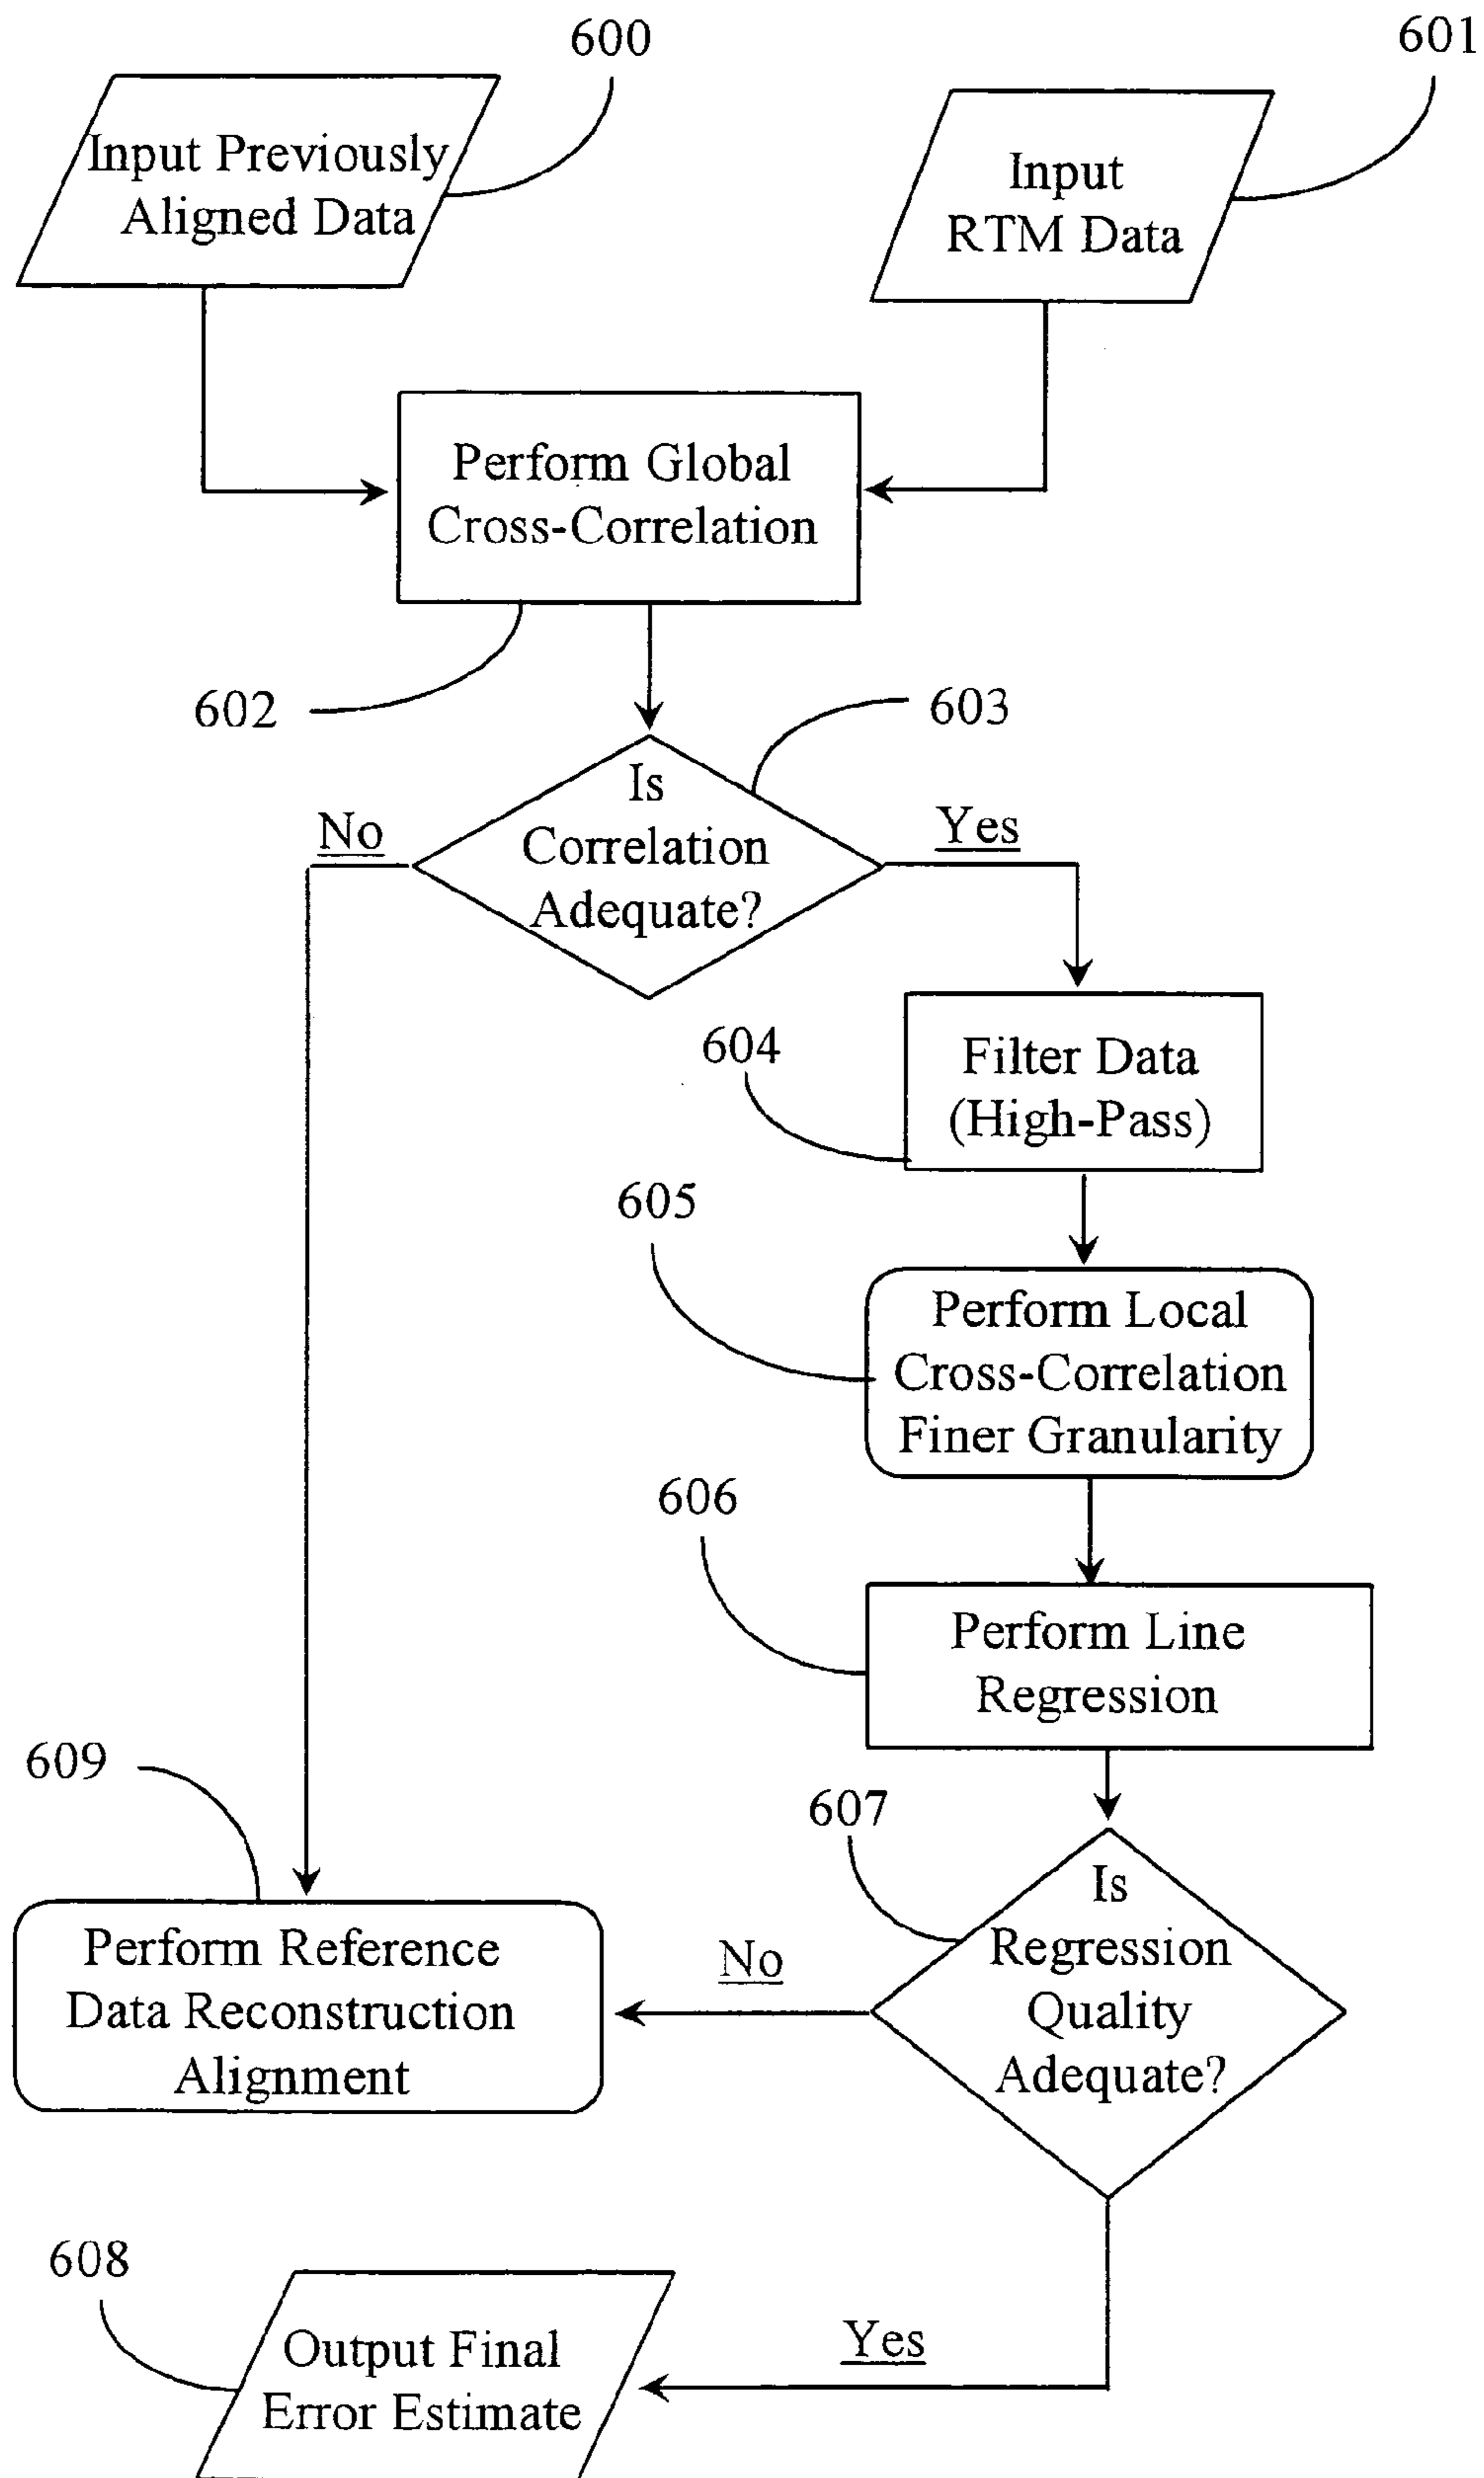 600
601
Input Previously
Aligned Data
Input
RTM Data
Perform Global
Cross-Correlation
602
603
Is
Correlation
Adequate?
No
Yes
604
Filter Data
(High-Pass)
605
Perform Local
Cross-Correlation
Finer Granularity
606
Perform Line
Regression
609
607
Is
Regression
Quality
Adequate?
No
Perform Reference
Data Reconstruction
Alignment
608
Yes
Output Final
Error Estimate